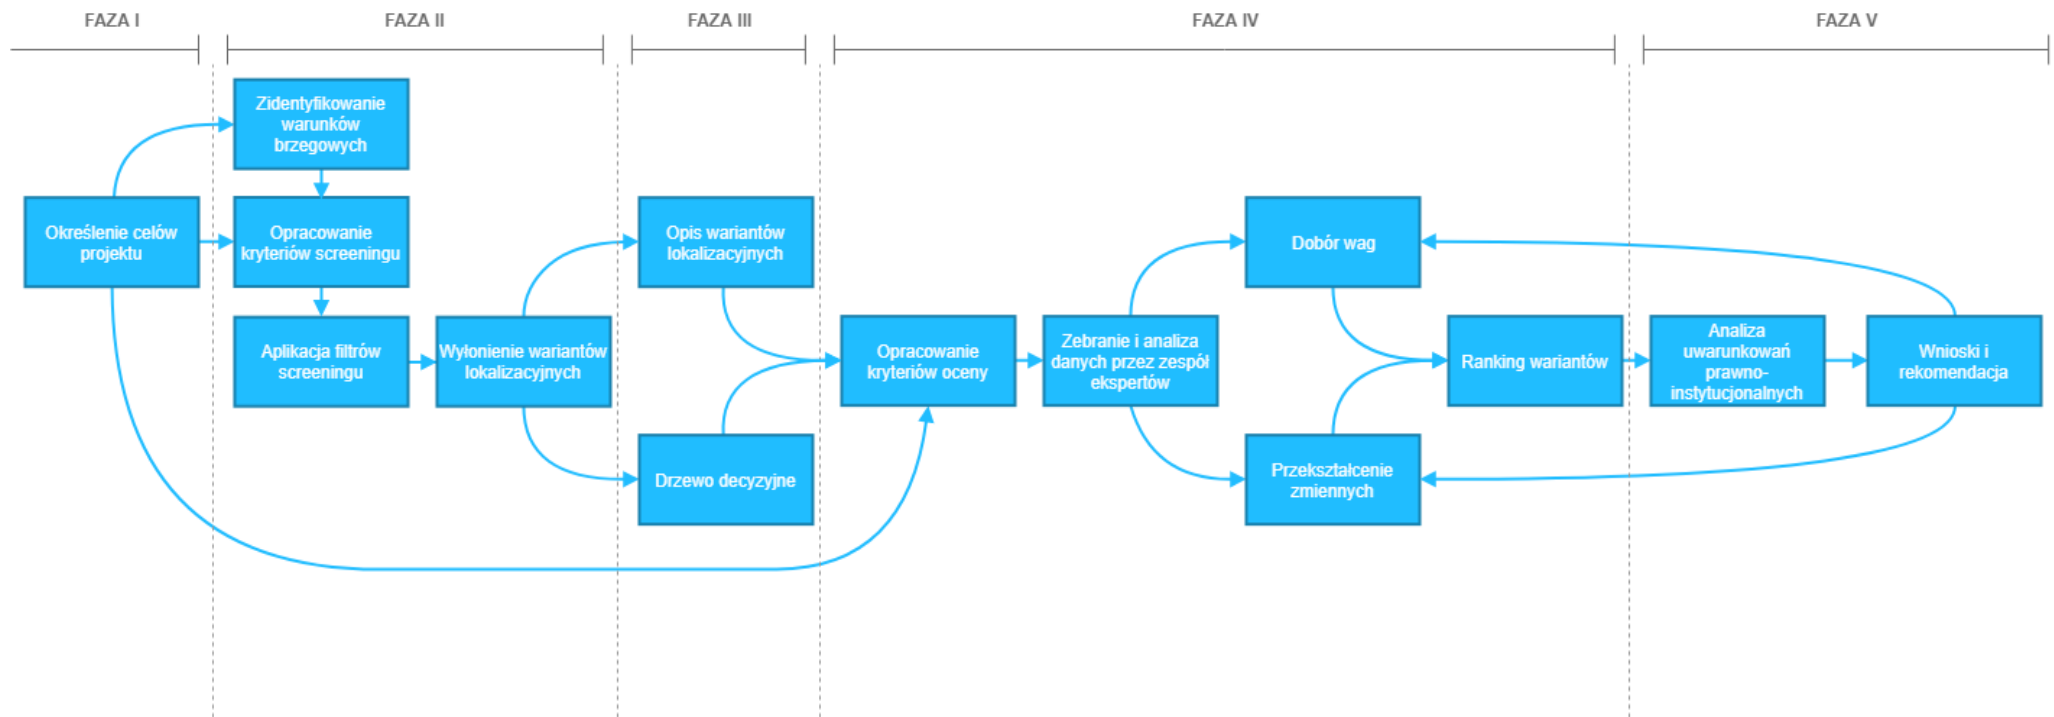 FAZA I
FAZA II
FAZA III
FAZA IV
FAZA V
Określenie celów
projektu
Zidentyfikowanie
warunków
brzegowych
Opracowanie
kryteriów screeningu
Aplikacja filtrów
screeningu
Wyłonienie wariantów
lokalizacyjnych
Opis wariantów
lokalizacyjnych
Drzewo decyzyjne
Opracowanie
kryteriów oceny
Zebranie i analiza
danych przez zespół
ekspertów
Dobór wag
Przekształcenie
zmiennych
Ranking wariantów
Analiza
uwarunkowań
prawno-
instytucjonalnych
Wnioski i
rekomendacja